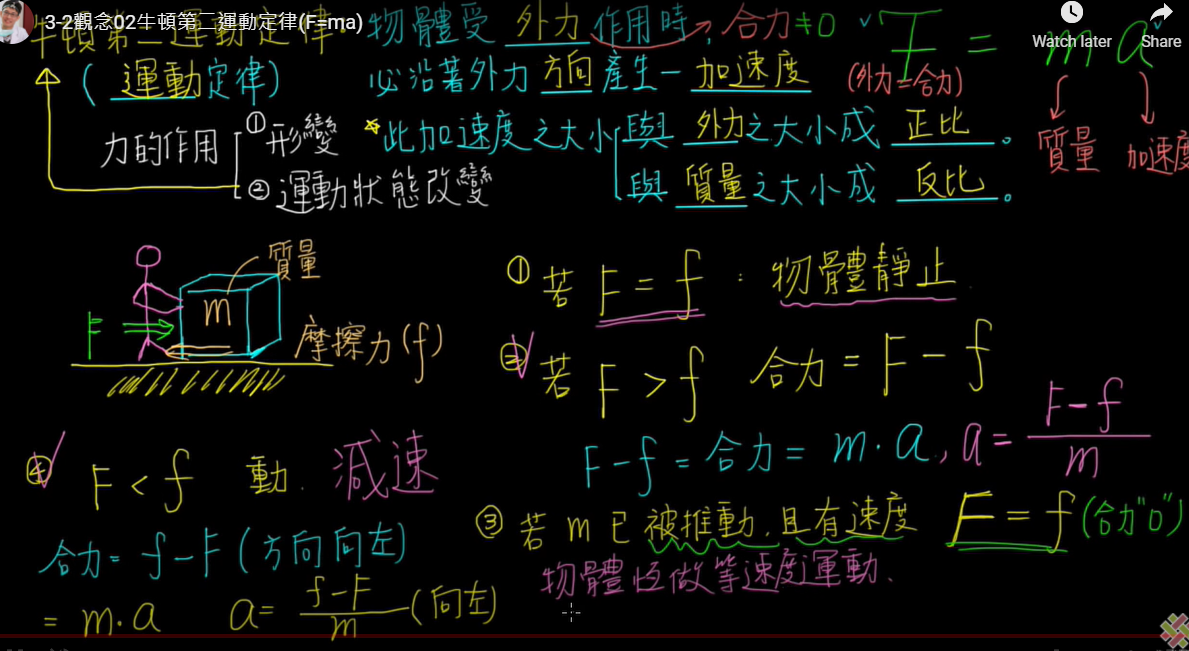 3-2觀念02牛頓第二運動定律(F=ma)
Watch later
Share
牛頓第二運動定律.
(運動定律)
物體受 外力 作用時, 合力≠0
必沿著外力 方向 產生一 加速度 (外力=合力)
*此加速度之大小 與 外力 之大小成 正比 。
與 質量 之大小成 反比 。
F = m a
質量 加速度
力的作用
① 形變
② 運動狀態改變
質量
m
F
摩擦力(f)
① 若 F = f : 物體靜止.
② 若 F > f 合力 = F - f
F - f = 合力 = m · a , a = F-f/m
③ 若 m 已被推動, 且有速度 F = f (合力"0")
物體恆做等速度運動.
④ F < f 動. 減速
合力 = f - F (方向向左)
= m · a a = f-F/m (向左)